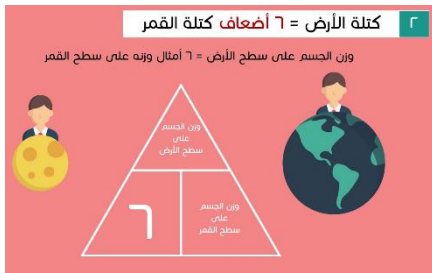 ٢ كتلة الأرض = ٦ أضعاف كتلة القمر
وزن الجسم على سطح الأرض = ٦ أمثال وزنه على سطح القمر
وزن الجسم
على
سطح الأرض
٦
وزن الجسم
على
سطح القمر